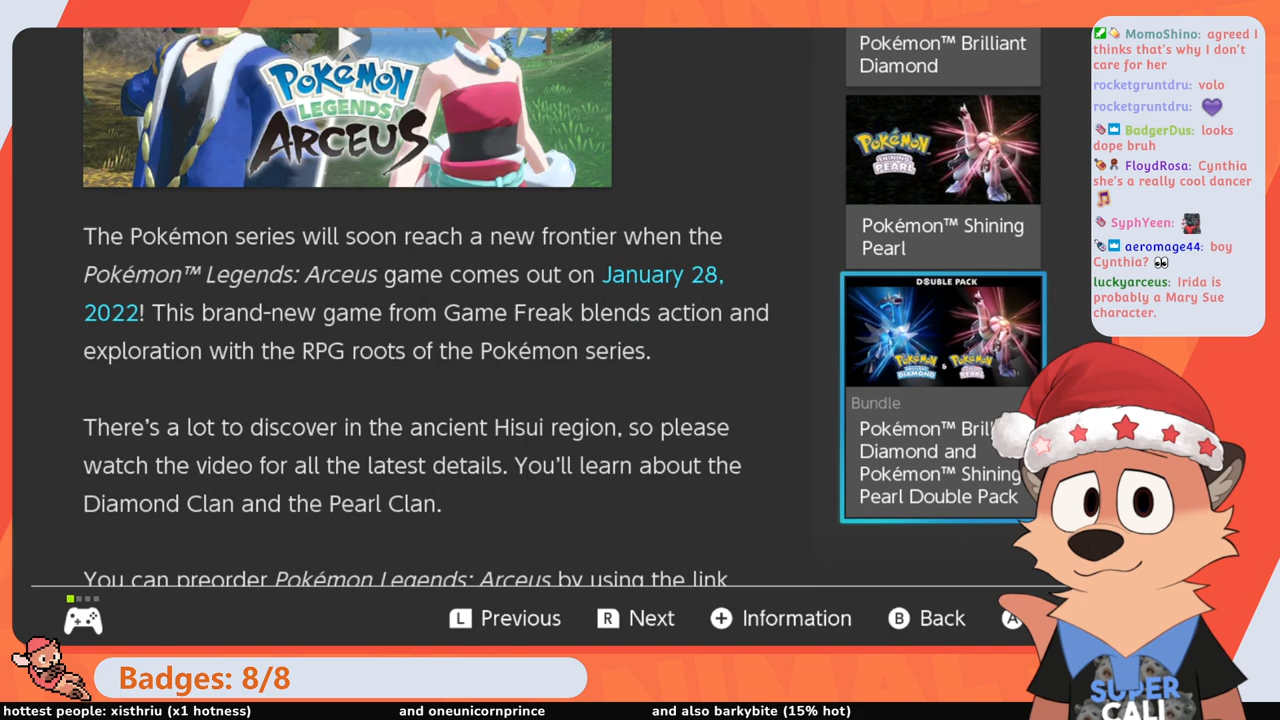 POKéMON
LEGENDS
ARCEUS
The Pokémon series will soon reach a new frontier when the
Pokémon™ Legends: Arceus game comes out on January 28,
2022! This brand-new game from Game Freak blends action and
exploration with the RPG roots of the Pokémon series.
There's a lot to discover in the ancient Hisui region, so please
watch the video for all the latest details. You'll learn about the
Diamond Clan and the Pearl Clan.
You can preorder Pokémon Legends: Arceus by using the link
Pokémon™ Brilliant
Diamond
POKéMON
SHINING
PEARL
Pokémon™ Shining
Pearl
DOUBLE PACK
POKéMON
POKéMON
Bundle
Pokémon™ Bril
Diamond and
Pokémon™ Shining
Pearl Double Pack
MomoShino: agreed I
thinks that's why I don't
care for her
rocketgruntdru: volo
rocketgruntdru:
BadgerDus: looks
dope bruh
FloydRosa: Cynthia
she's a really cool dancer
SyphYeen:
aeromage44: boy
Cynthia?
luckyarceus: Irida is
probably a Mary Sue
character.
L Previous
R Next
+ Information
B Back
A
SUPER
CALI
Badges: 8/8
hottest people: xisthriu (x1 hotness) and oneunicornprince and also barkybite (15% hot)